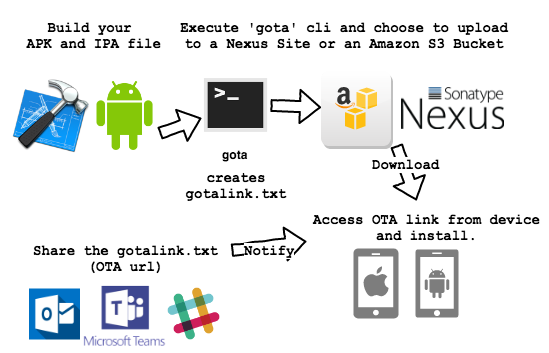 Build your
APK and IPA file
Execute 'gota' cli and choose to upload
to a Nexus Site or an Amazon S3 Bucket
>_
a
Sonatype
Nexus
gota
creates
gotalink.txt
Download
Access OTA link from device
and install.
Share the gotalink.txt
(OTA url)
Notify
Microsoft Teams